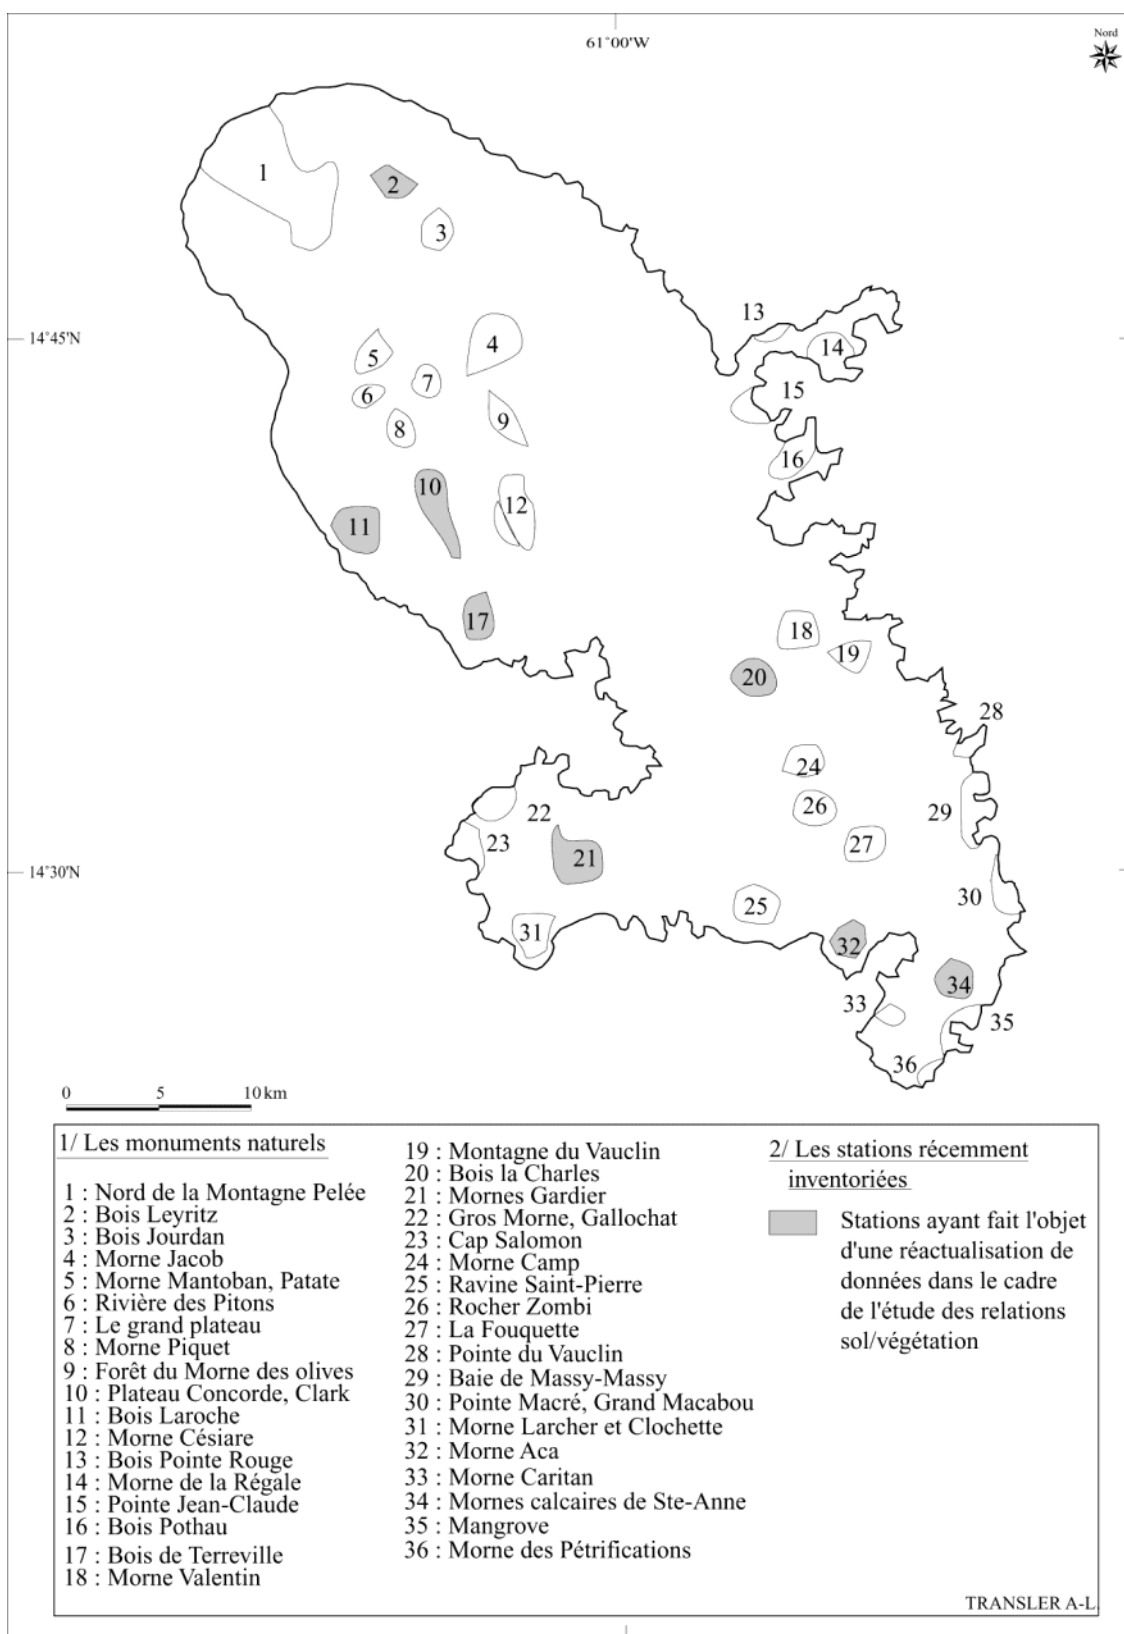 61°00'W
Nord
1
2
3
14°45'N
13
4
14
5
7
15
6
9
8
16
10
12
11
17
18
19
20
28
24
22
26
29
23
27
21
14°30'N
30
25
31
32
34
33
35
36
0 5 10 km
1/ Les monuments naturels
1 : Nord de la Montagne Pelée
2 : Bois Leyritz
3 : Bois Jourdan
4 : Morne Jacob
5 : Morne Mantoban, Patate
6 : Rivière des Pitons
7 : Le grand plateau
8 : Morne Piquet
9 : Forêt du Morne des olives
10 : Plateau Concorde, Clark
11 : Bois Laroche
12 : Morne Césiare
13 : Bois Pointe Rouge
14 : Morne de la Régale
15 : Pointe Jean-Claude
16 : Bois Pothau
17 : Bois de Terreville
18 : Morne Valentin
19 : Montagne du Vauclin
20 : Bois la Charles
21 : Mornes Gardier
22 : Gros Morne, Gallochat
23 : Cap Salomon
24 : Morne Camp
25 : Ravine Saint-Pierre
26 : Rocher Zombi
27 : La Fouquette
28 : Pointe du Vauclin
29 : Baie de Massy-Massy
30 : Pointe Macré, Grand Macabou
31 : Morne Larcher et Clochette
32 : Morne Aca
33 : Morne Caritan
34 : Mornes calcaires de Ste-Anne
35 : Mangrove
36 : Morne des Pétrifications
2/ Les stations récemment
inventoriées
Stations ayant fait l'objet
d'une réactualisation de
données dans le cadre
de l'étude des relations
sol/végétation
TRANSLER A-L.